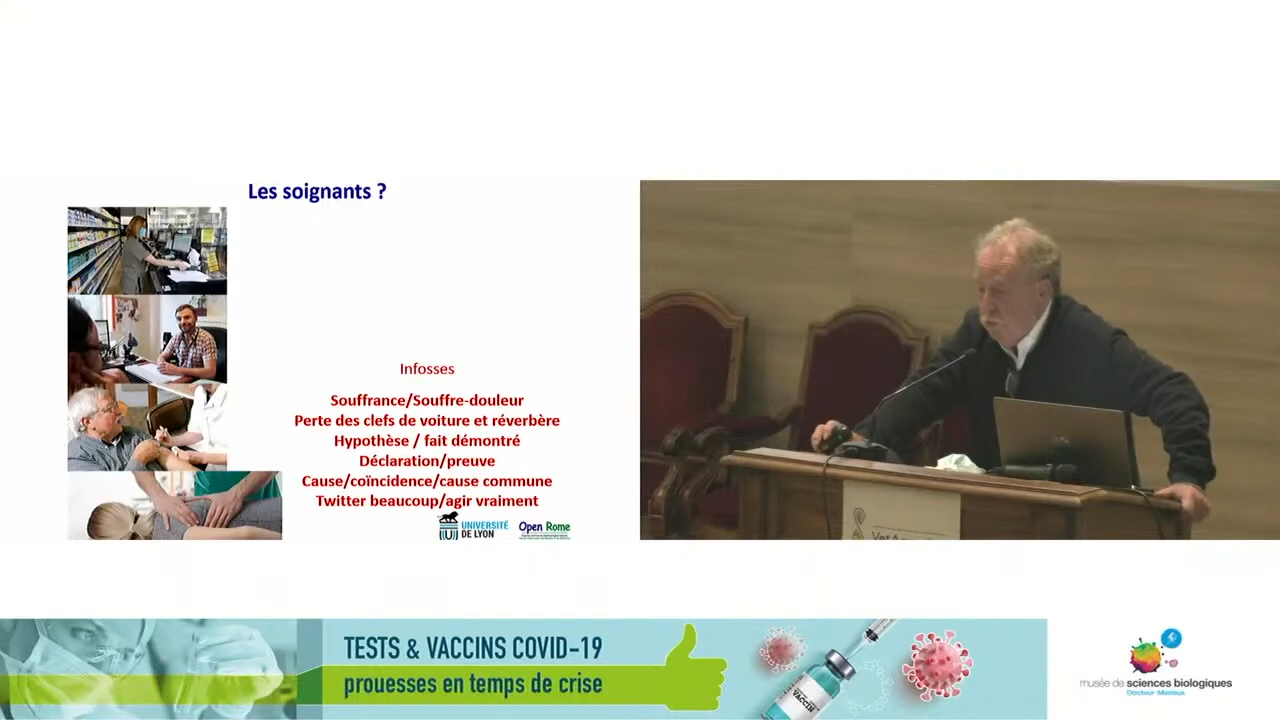 Les soignants ?
Infosses
Souffrance/Souffre-douleur
Perte des clefs de voiture et réverbère
Hypothèse / fait démontré
Déclaration/preuve
Cause/coïncidence/cause commune
Twitter beaucoup/agir vraiment
UNIVERSITÉ
DE LYON
Open Rome
TESTS & VACCINS COVID-19
prouesses en temps de crise
VACCINE
musée de sciences biologiques
Docteur Mérieux